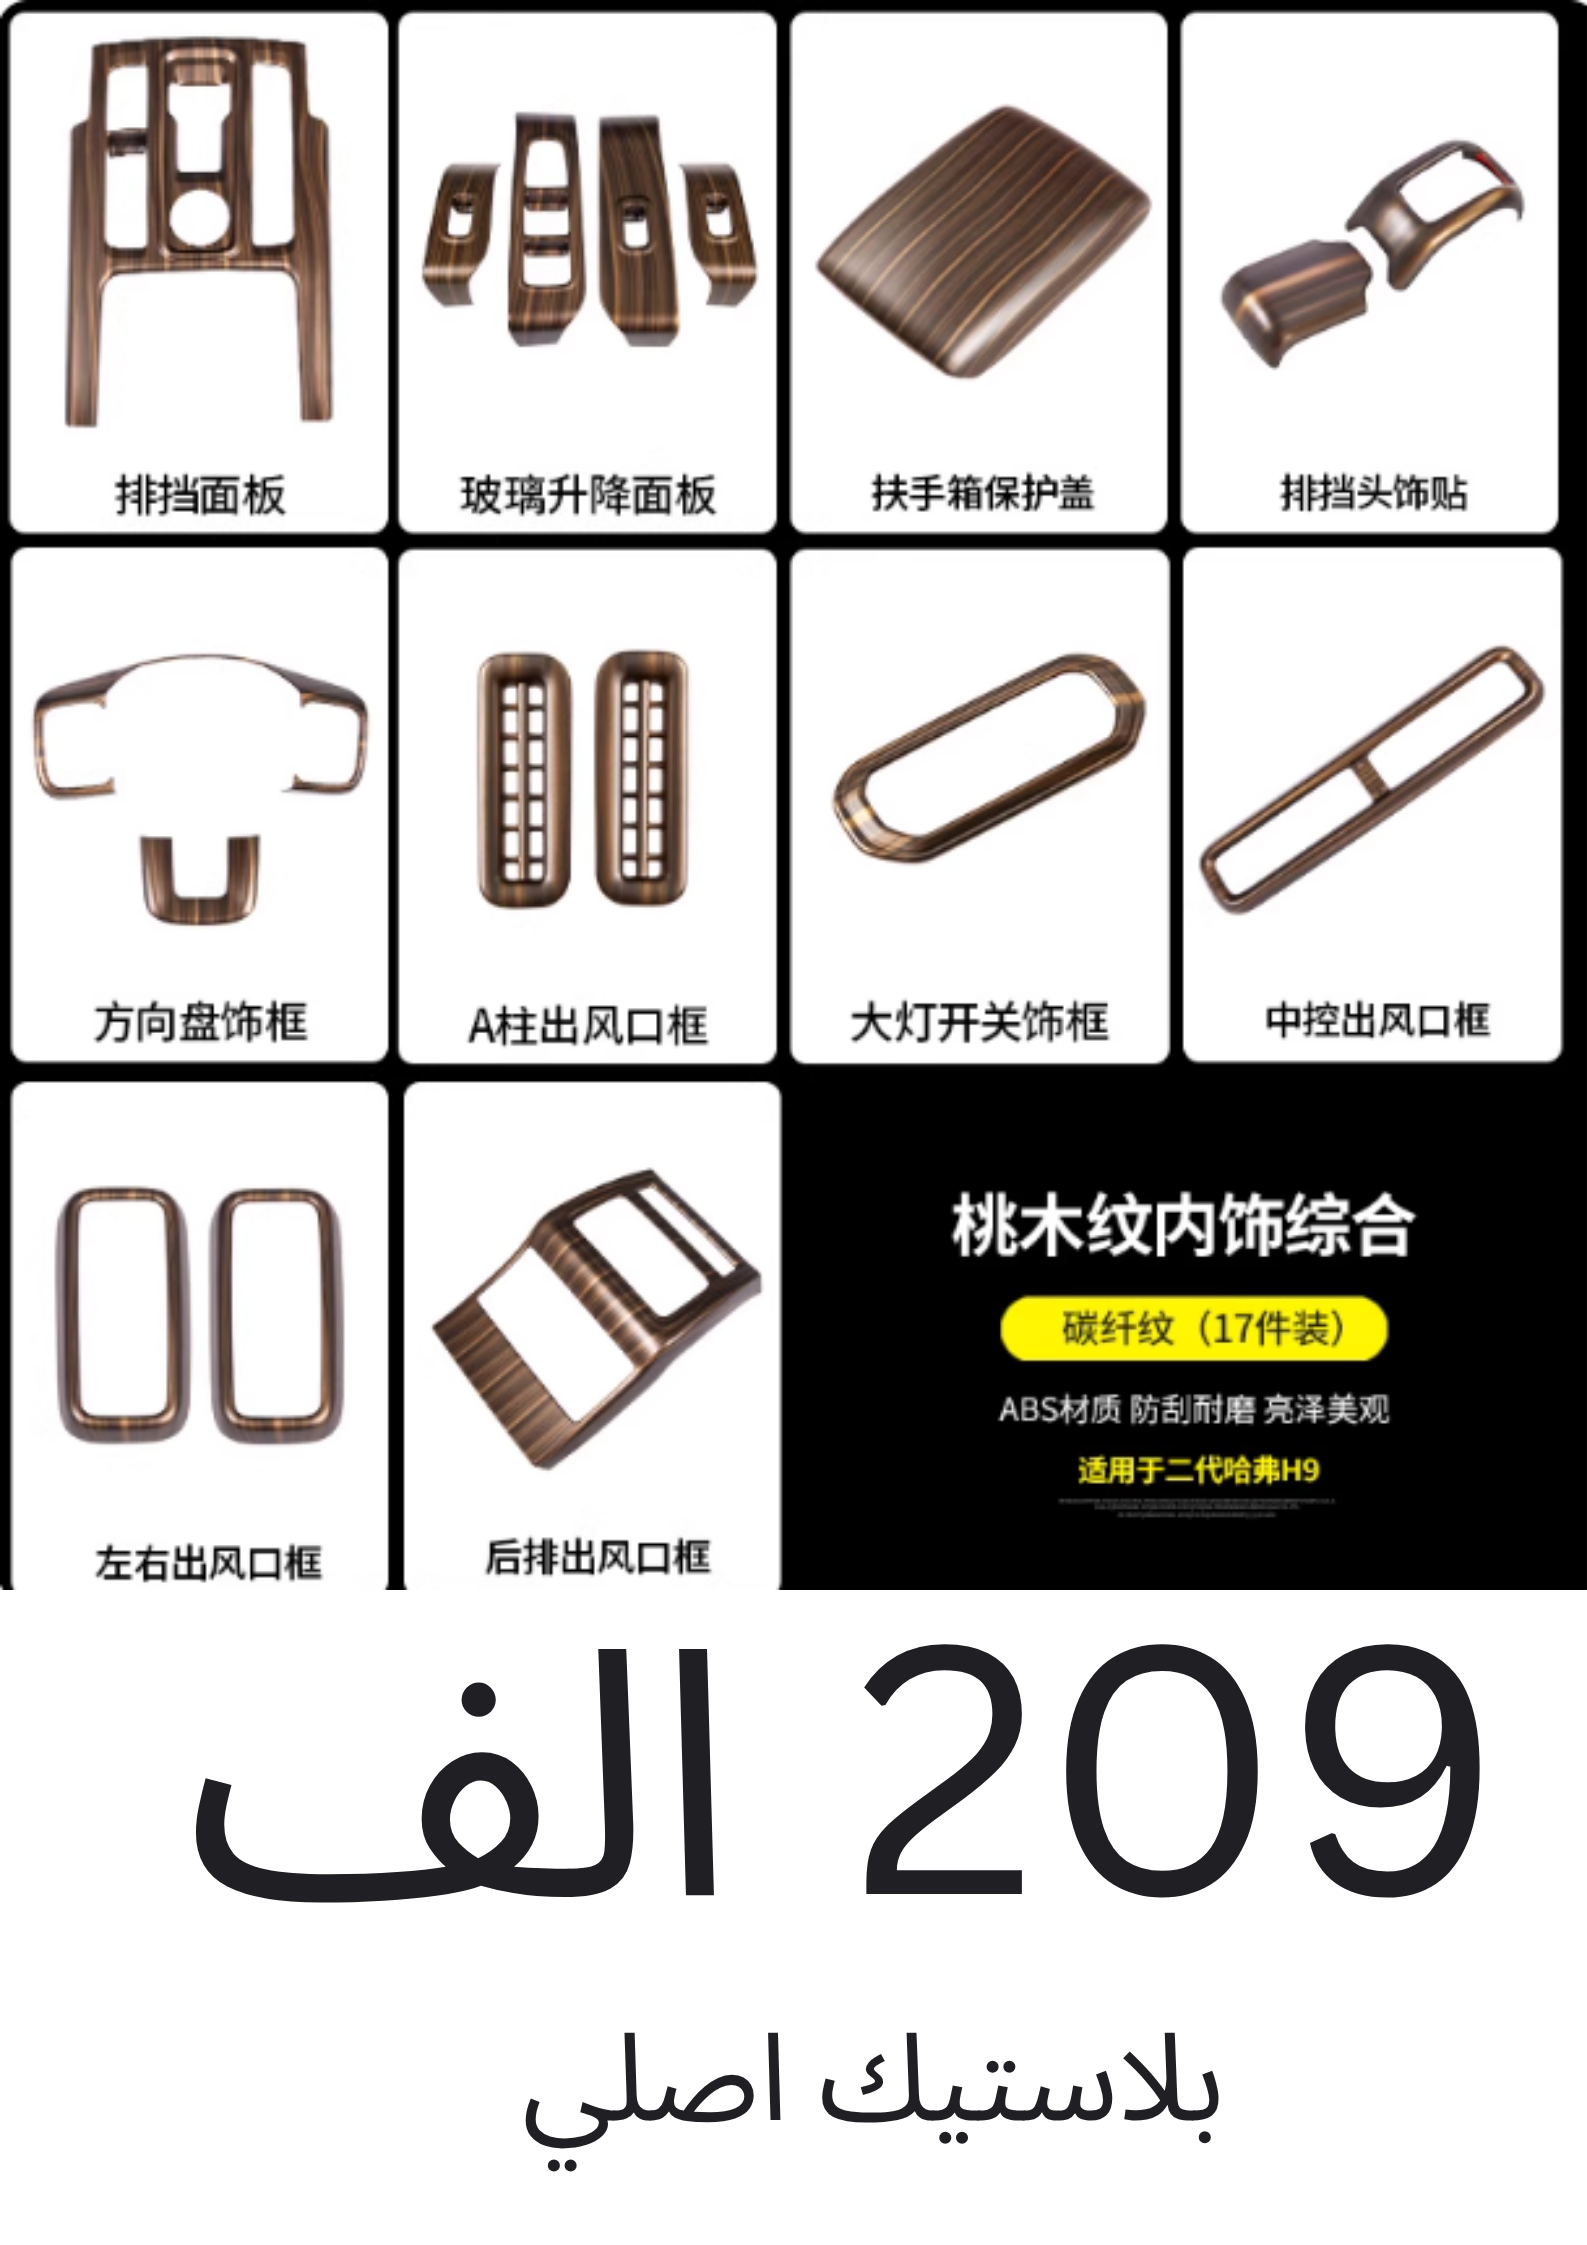 排挡面板
玻璃升降面板
扶手箱保护盖
排挡头饰贴
方向盘饰框
A柱出风口框
大灯开关饰框
中控出风口框
左右出风口框
后排出风口框
桃木纹内饰综合
碳纤纹（17件装）
ABS材质 防刮耐磨 亮泽美观
适用于二代哈弗H9
209 الف
بلاستيك اصلي